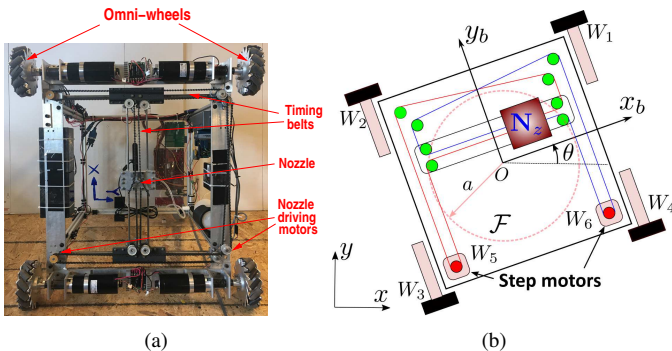 Omni-wheels
Timing
belts
Nozzle
Nozzle
driving
motors
X
Y
(a)
y_b
W_1
x_b
W_2
N_z
θ
O
a
F
W_4
W_6
W_5
y
Step motors
x
W_3
(b)